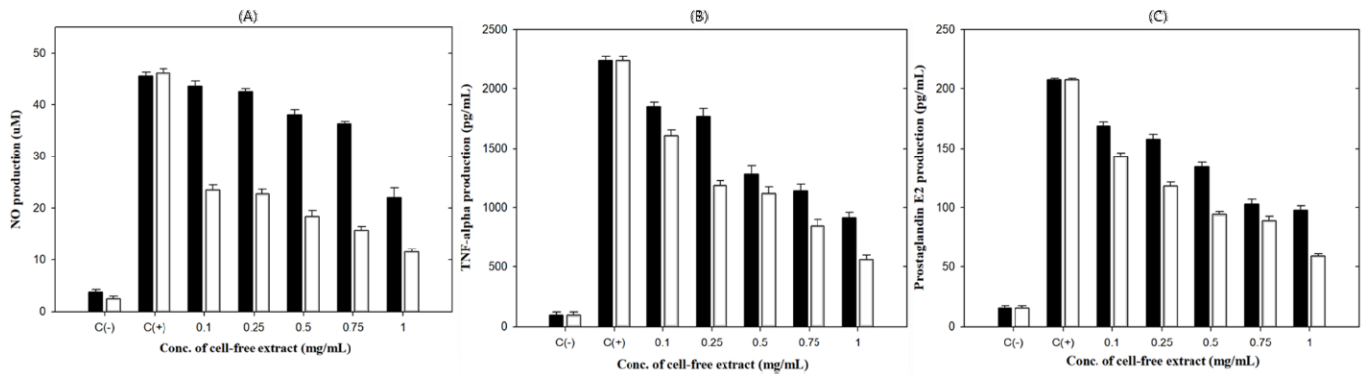 (A)
50
40
30
20
10
0
NO production (uM)
C(-) C(+) 0.1 0.25 0.5 0.75 1
Conc. of cell-free extract (mg/mL)
(B)
2500
2000
1500
1000
500
0
TNF-alpha production (pg/mL)
C(-) C(+) 0.1 0.25 0.5 0.75 1
Conc. of cell-free extract (mg/mL)
(C)
250
200
150
100
50
0
Prostaglandin E2 production (pg/mL)
C(-) C(+) 0.1 0.25 0.5 0.75 1
Conc. of cell-free extract (mg/mL)